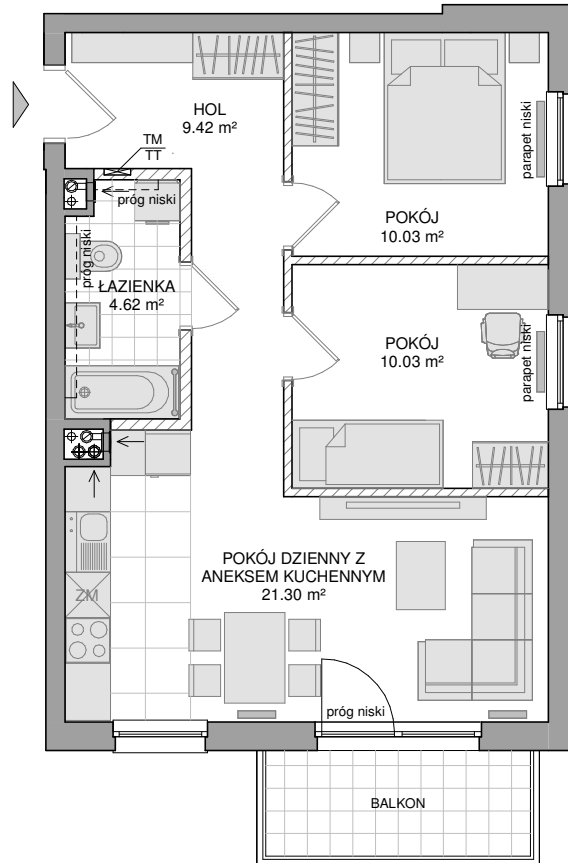 HOL
9.42 m²
TM
TT
próg niski
próg niski
ŁAZIENKA
4.62 m²
POKÓJ
10.03 m²
parapet niski
POKÓJ
10.03 m²
parapet niski
POKÓJ DZIENNY Z
ANEKSEM KUCHENNYM
21.30 m²
ZM
próg niski
BALKON